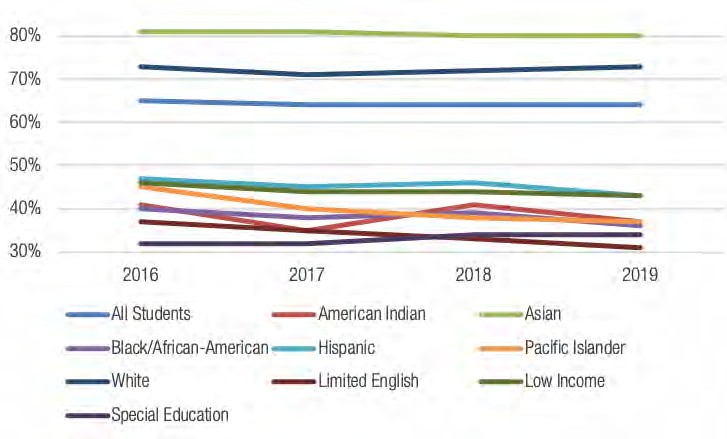 80%
70%
60%
50%
40%
30%
2016 2017 2018 2019
All Students American Indian Asian
Black/African-American Hispanic Pacific Islander
White Limited English Low Income
Special Education